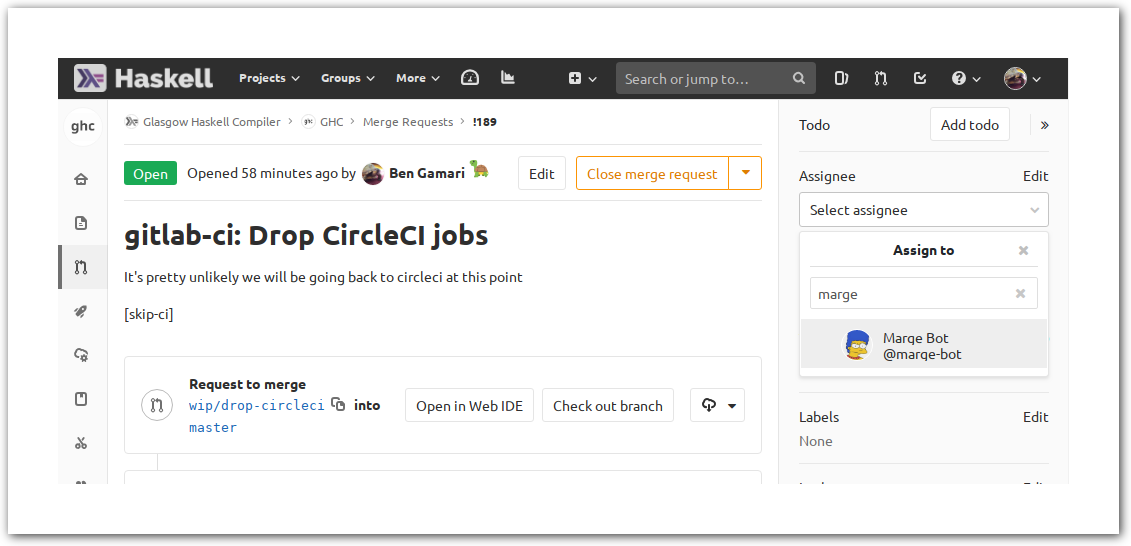 Haskell
Projects Groups More Search or jump to...
ghc
Glasgow Haskell Compiler > GHC > Merge Requests > !189
Open Opened 58 minutes ago by Ben Gamari Edit Close merge request
gitlab-ci: Drop CircleCI jobs
It's pretty unlikely we will be going back to circleci at this point
[skip-ci]
Request to merge
wip/drop-circleci into
master
Open in Web IDE Check out branch
Todo Add todo
Assignee Edit
Select assignee
Assign to
marge
Marge Bot
@marge-bot
Labels Edit
None